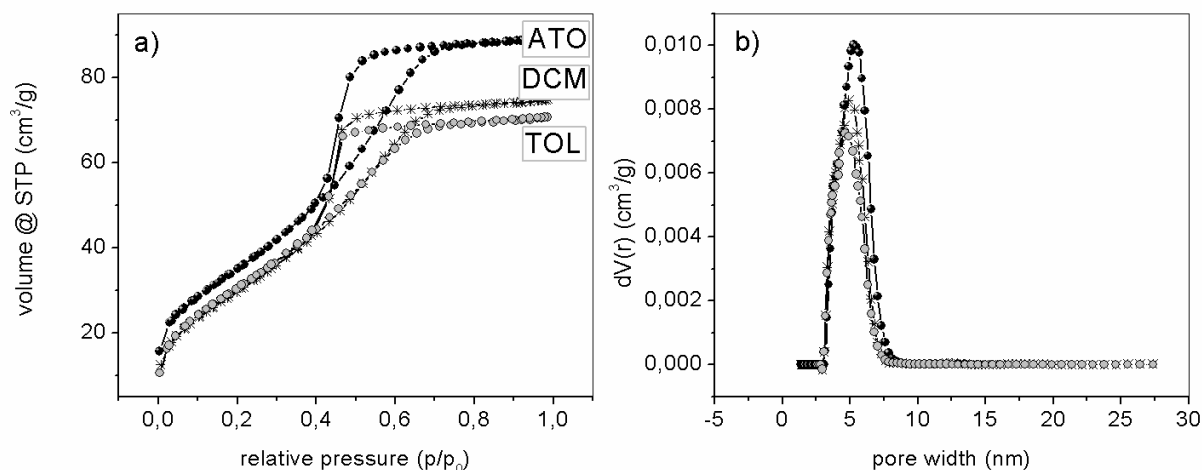 a)
ATO
DCM
TOL
volume @ STP (cm³/g)
80
60
40
20
0,0 0,2 0,4 0,6 0,8 1,0
relative pressure (p/p₀)
b)
dV(r) (cm³/g)
0,010
0,008
0,006
0,004
0,002
0,000
-5 0 5 10 15 20 25 30
pore width (nm)